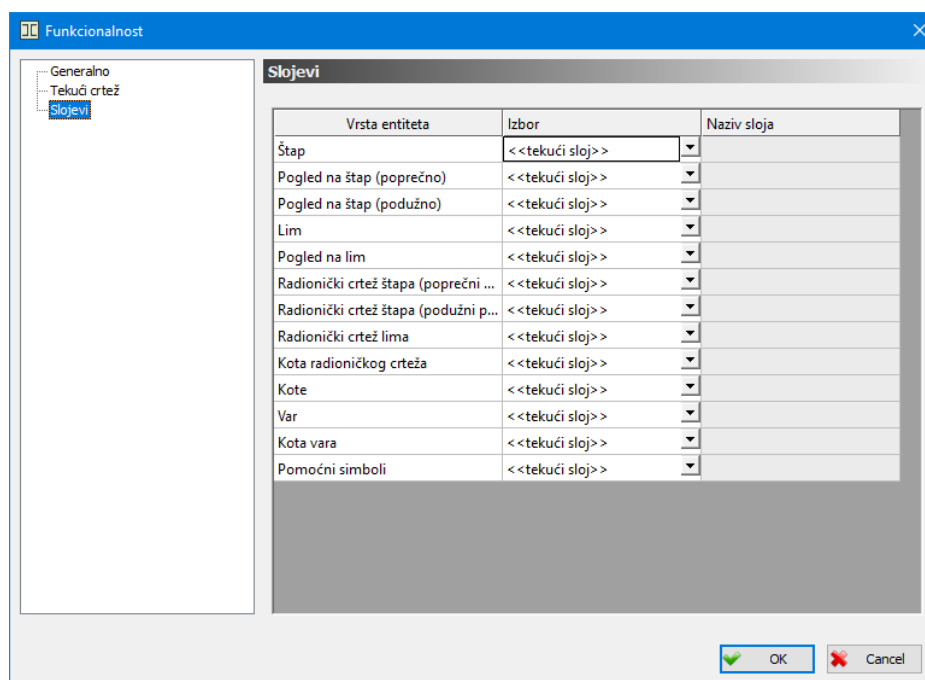 Funkcionalnost
Generalno
Tekući crtež
Slojevi
Slojevi
Vrsta entiteta Izbor Naziv sloja
Štap <<tekući sloj>>
Pogled na štap (poprečno) <<tekući sloj>>
Pogled na štap (podužno) <<tekući sloj>>
Lim <<tekući sloj>>
Pogled na lim <<tekući sloj>>
Radionički crtež štapa (poprečni ... <<tekući sloj>>
Radionički crtež štapa (podužni p... <<tekući sloj>>
Radionički crtež lima <<tekući sloj>>
Kota radioničkog crteža <<tekući sloj>>
Kote <<tekući sloj>>
Var <<tekući sloj>>
Kota vara <<tekući sloj>>
Pomoćni simboli <<tekući sloj>>
OK Cancel